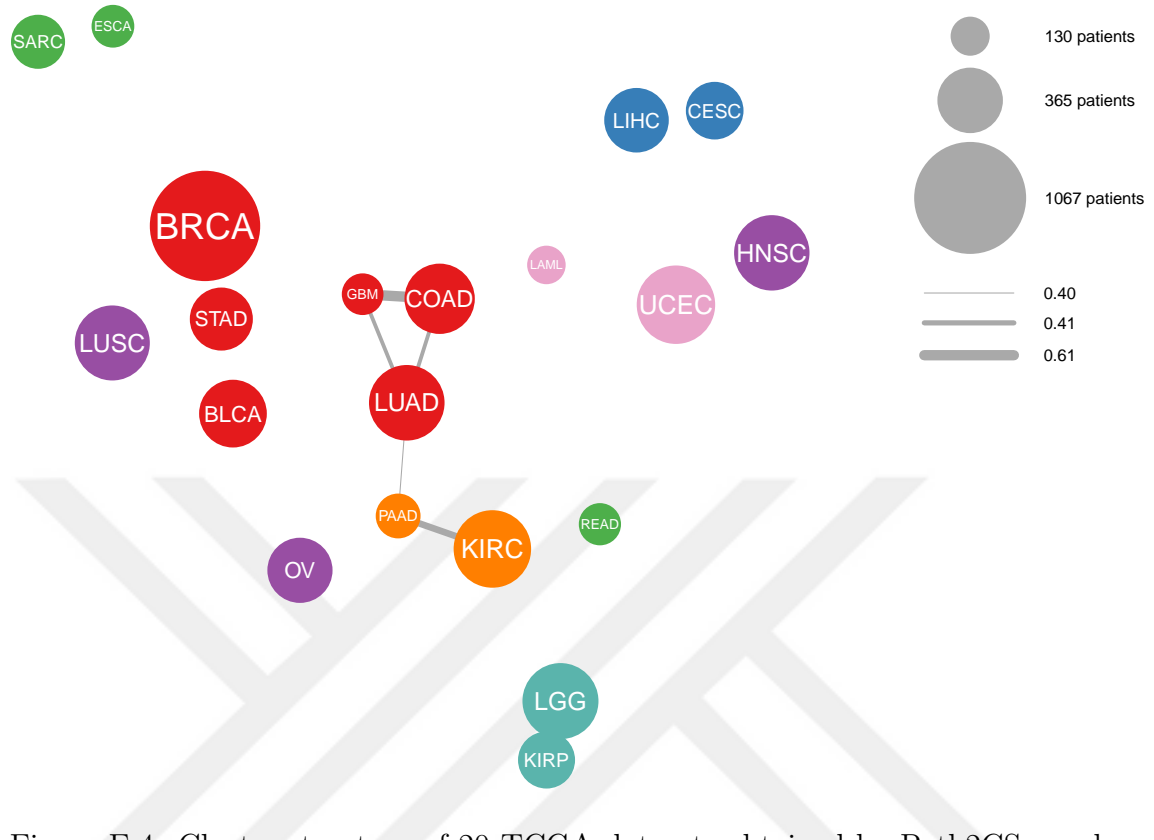 SARC
ESCA
130 patients
LIHC
CESC
365 patients
BRCA
1067 patients
HNSC
LAML
GBM
COAD
UCEC
0.40
STAD
0.41
LUSC
0.61
LUAD
BLCA
PAAD
READ
KIRC
OV
LGG
KIRP